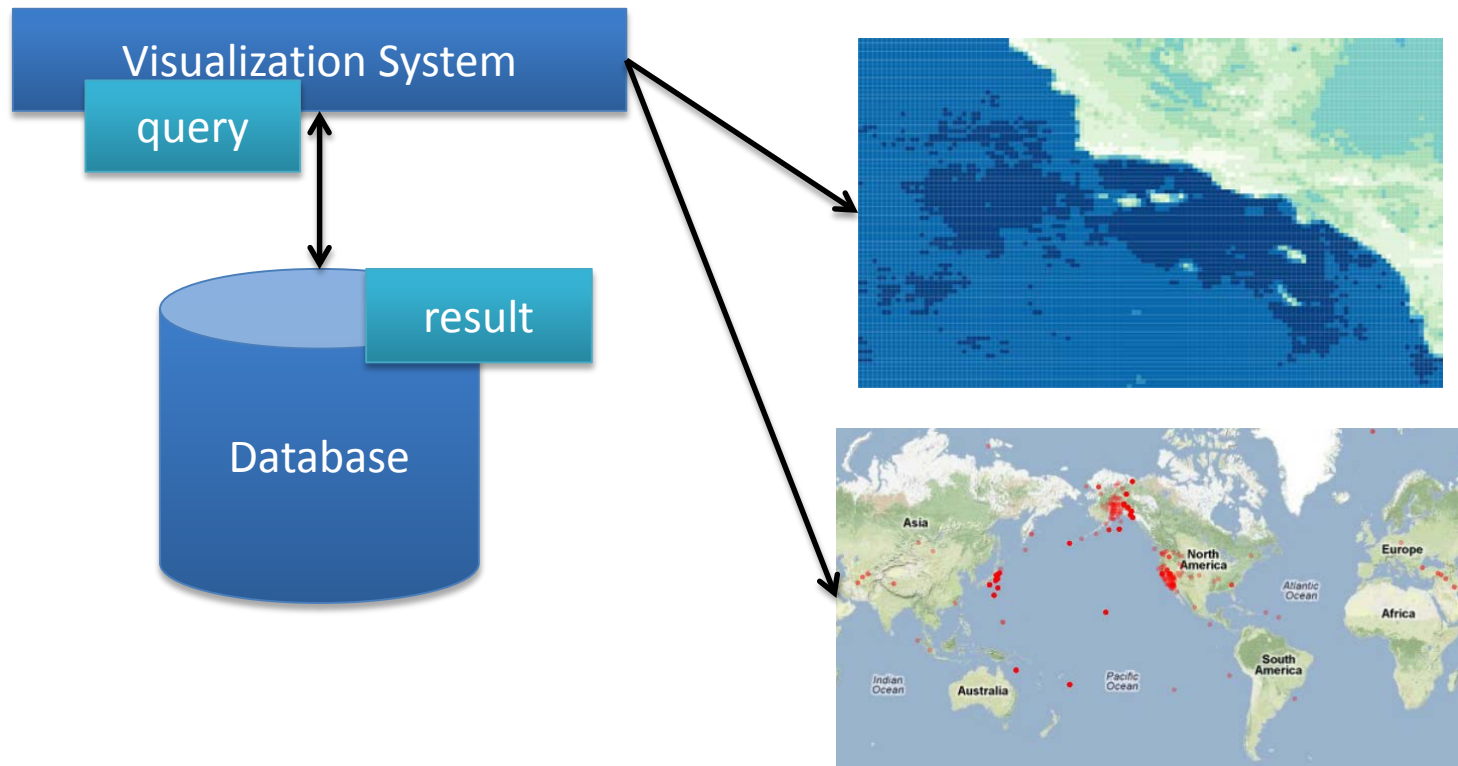 Visualization System
query
result
Database
Asia
North
America
Europe
Atlantic
Ocean
Africa
Indian
Ocean
Australia
Pacific
Ocean
South
America